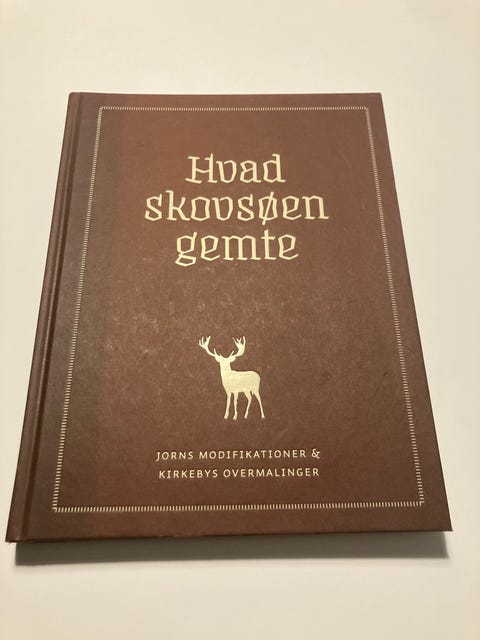 Hvad
skovsøen
gemte
JORNS MODIFIKATIONER &
KIRKEBYS OVERMALINGER